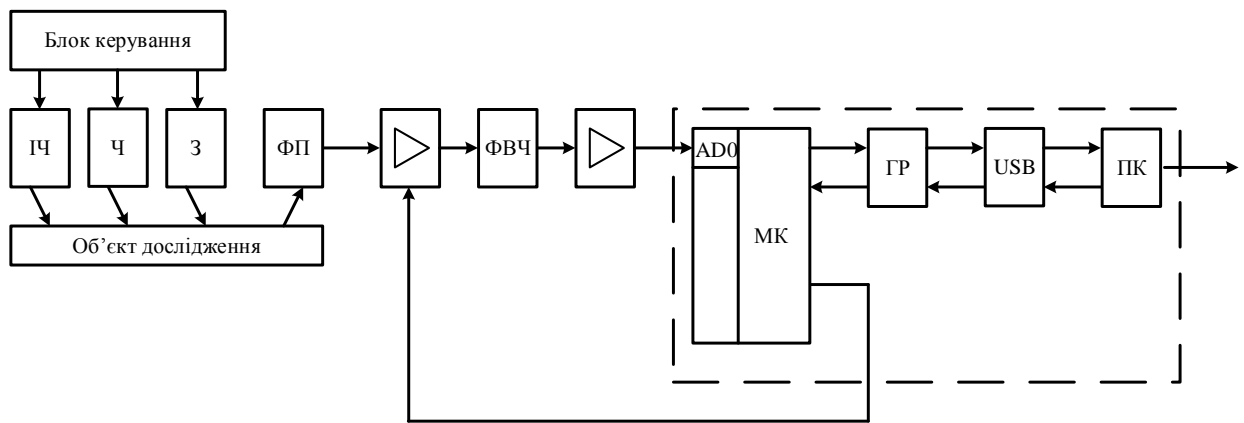 Блок керування
ІЧ
Ч
З
ФП
ФВЧ
AD0
МК
ГР
USB
ПК
Об’єкт дослідження